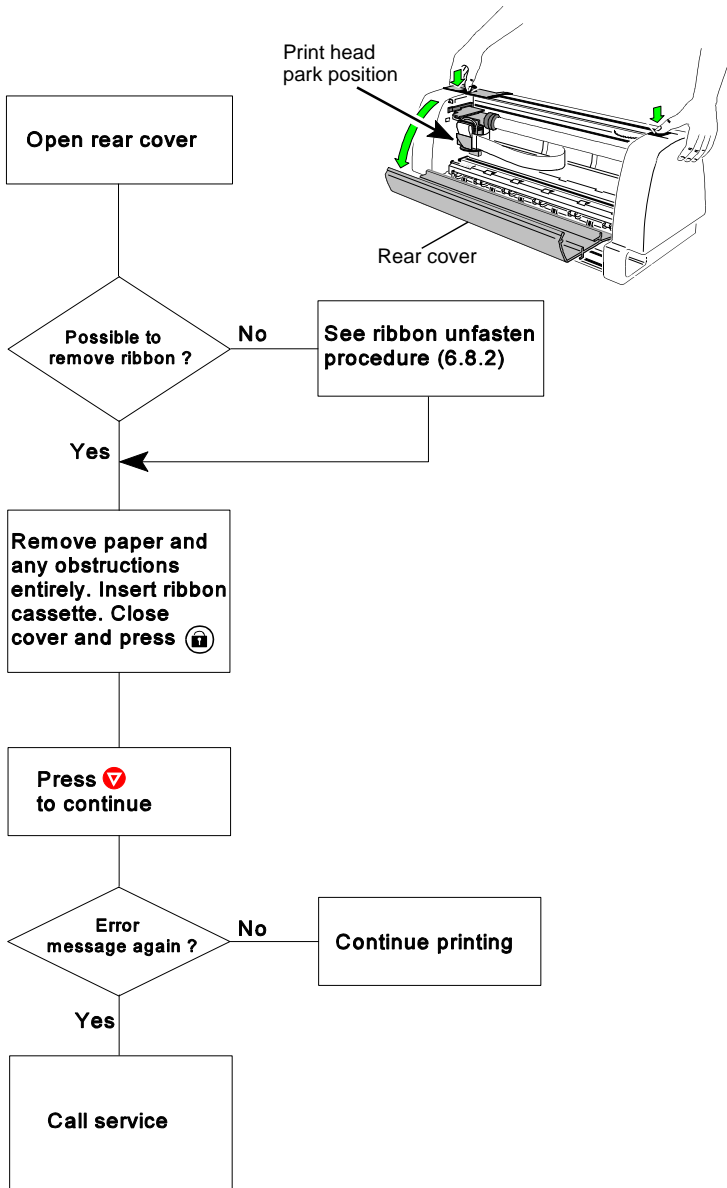 Print head
park position
Open rear cover
Rear cover
Possible to
remove ribbon ?
No
See ribbon unfasten
procedure (6.8.2)
Yes
Remove paper and
any obstructions
entirely. Insert ribbon
cassette. Close
cover and press
Press
to continue
Error
message again ?
No
Continue printing
Yes
Call service